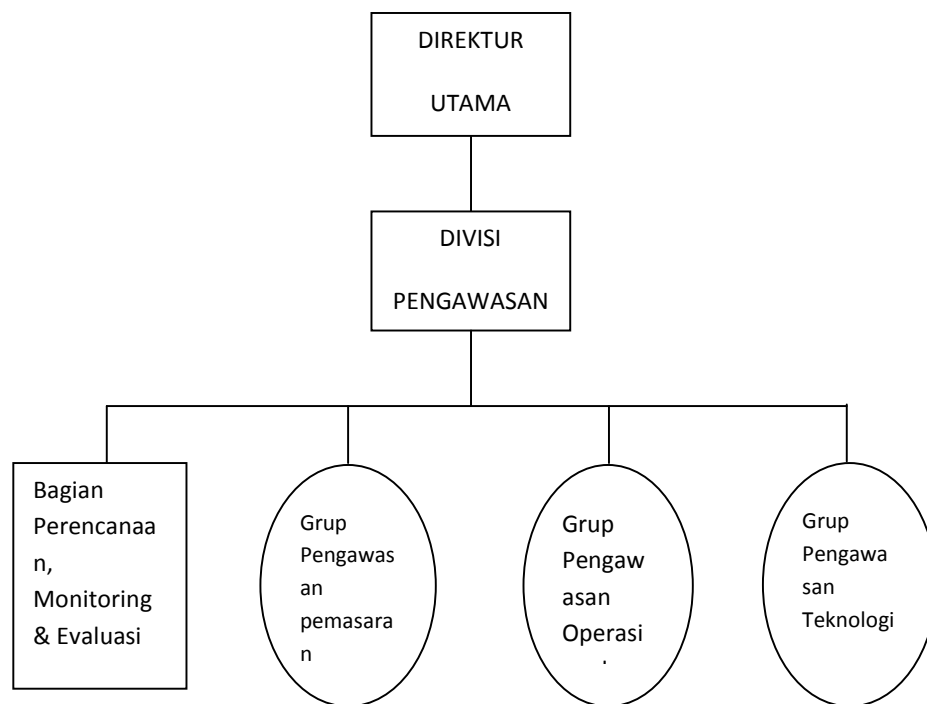 DIREKTUR
UTAMA
DIVISI
PENGAWASAN
Bagian
Perencanaa
n,
Monitoring
& Evaluasi
Grup
Pengawas
an
pemasaran
n
Grup
Pengaw
asan
Operasi
Grup
Pengawa
san
Teknologi